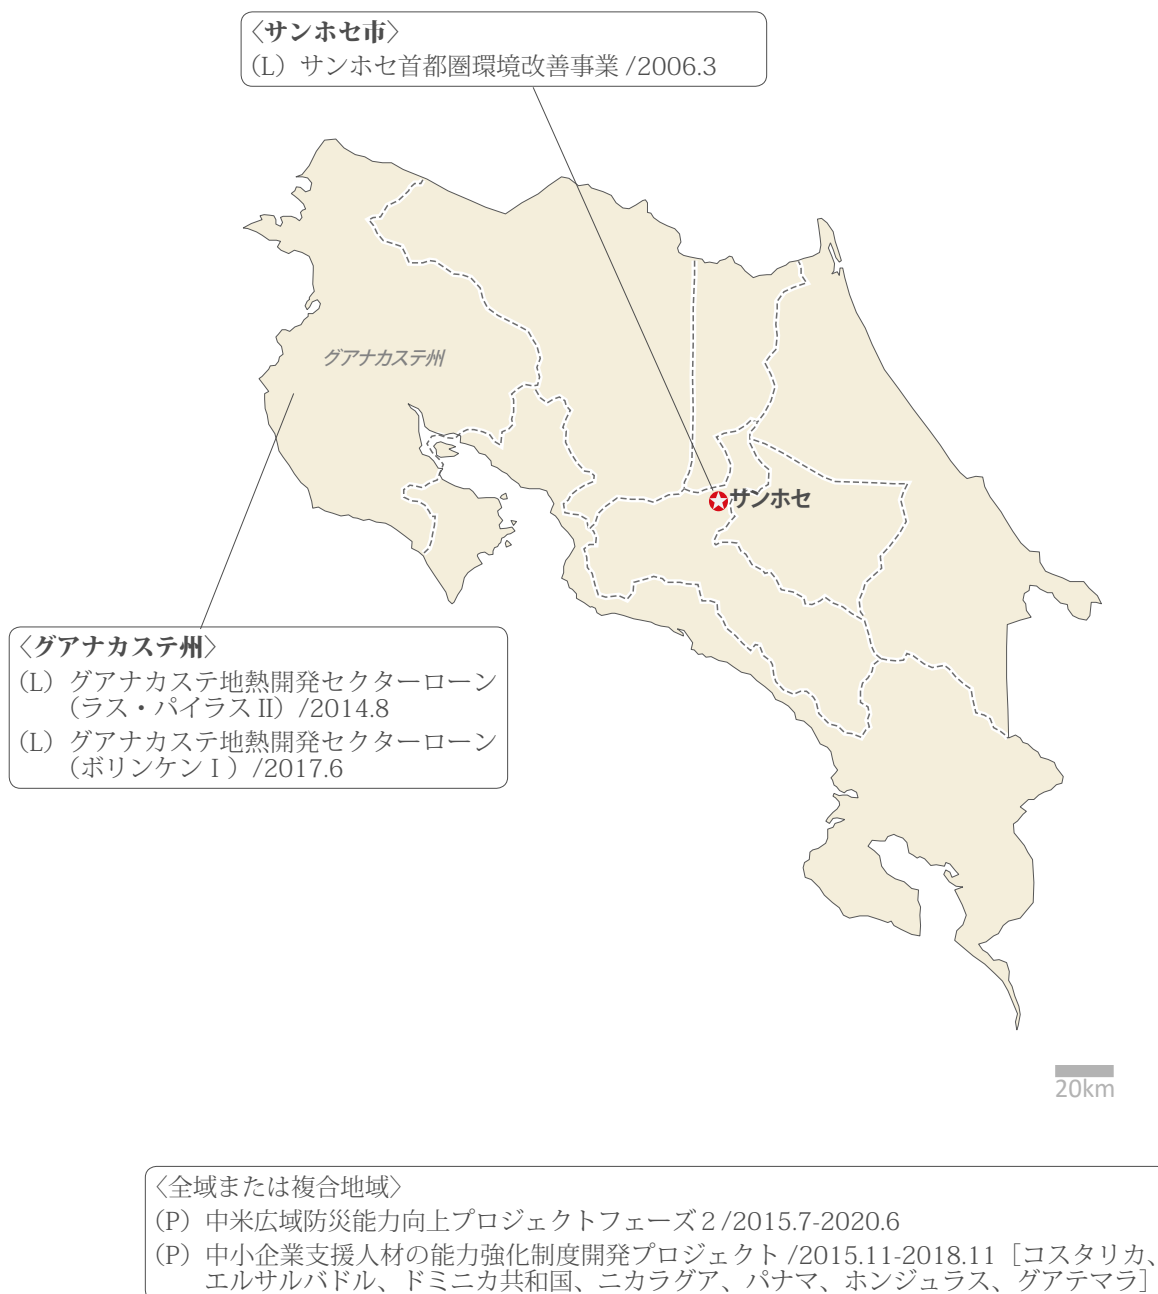 〈サンホセ市〉
(L) サンホセ首都圏環境改善事業 /2006.3
グアナカステ州
サンホセ
〈グアナカステ州〉
(L) グアナカステ地熱開発セクターローン
(ラス・パイラス II) /2014.8
(L) グアナカステ地熱開発セクターローン
(ボリンケン I ) /2017.6
20km
〈全域または複合地域〉
(P) 中米広域防災能力向上プロジェクトフェーズ 2 /2015.7-2020.6
(P) 中小企業支援人材の能力強化制度開発プロジェクト /2015.11-2018.11［コスタリカ、
エルサルバドル、ドミニカ共和国、ニカラグア、パナマ、ホンジュラス、グアテマラ］